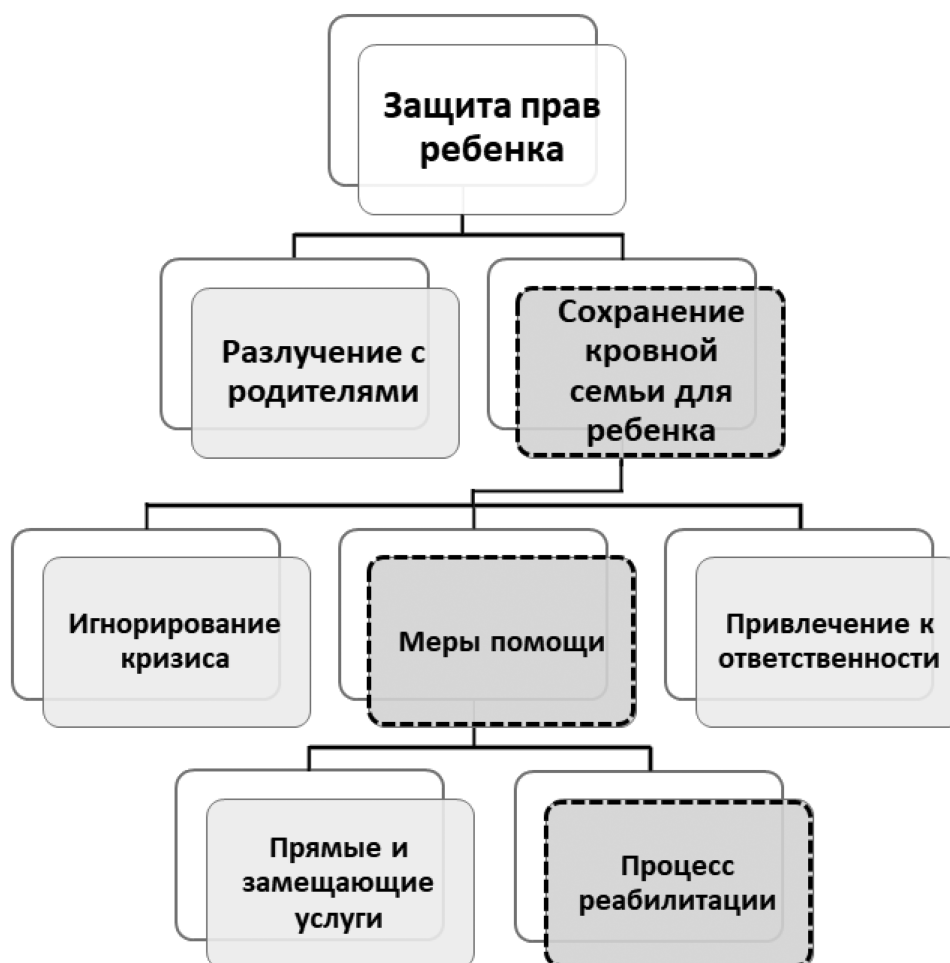 Защита прав
ребенка
Разлучение с
родителями
Сохранение
кровной
семьи для
ребенка
Игнорирование
кризиса
Меры помощи
Привлечение к
ответственности
Прямые и
замещающие
услуги
Процесс
реабилитации